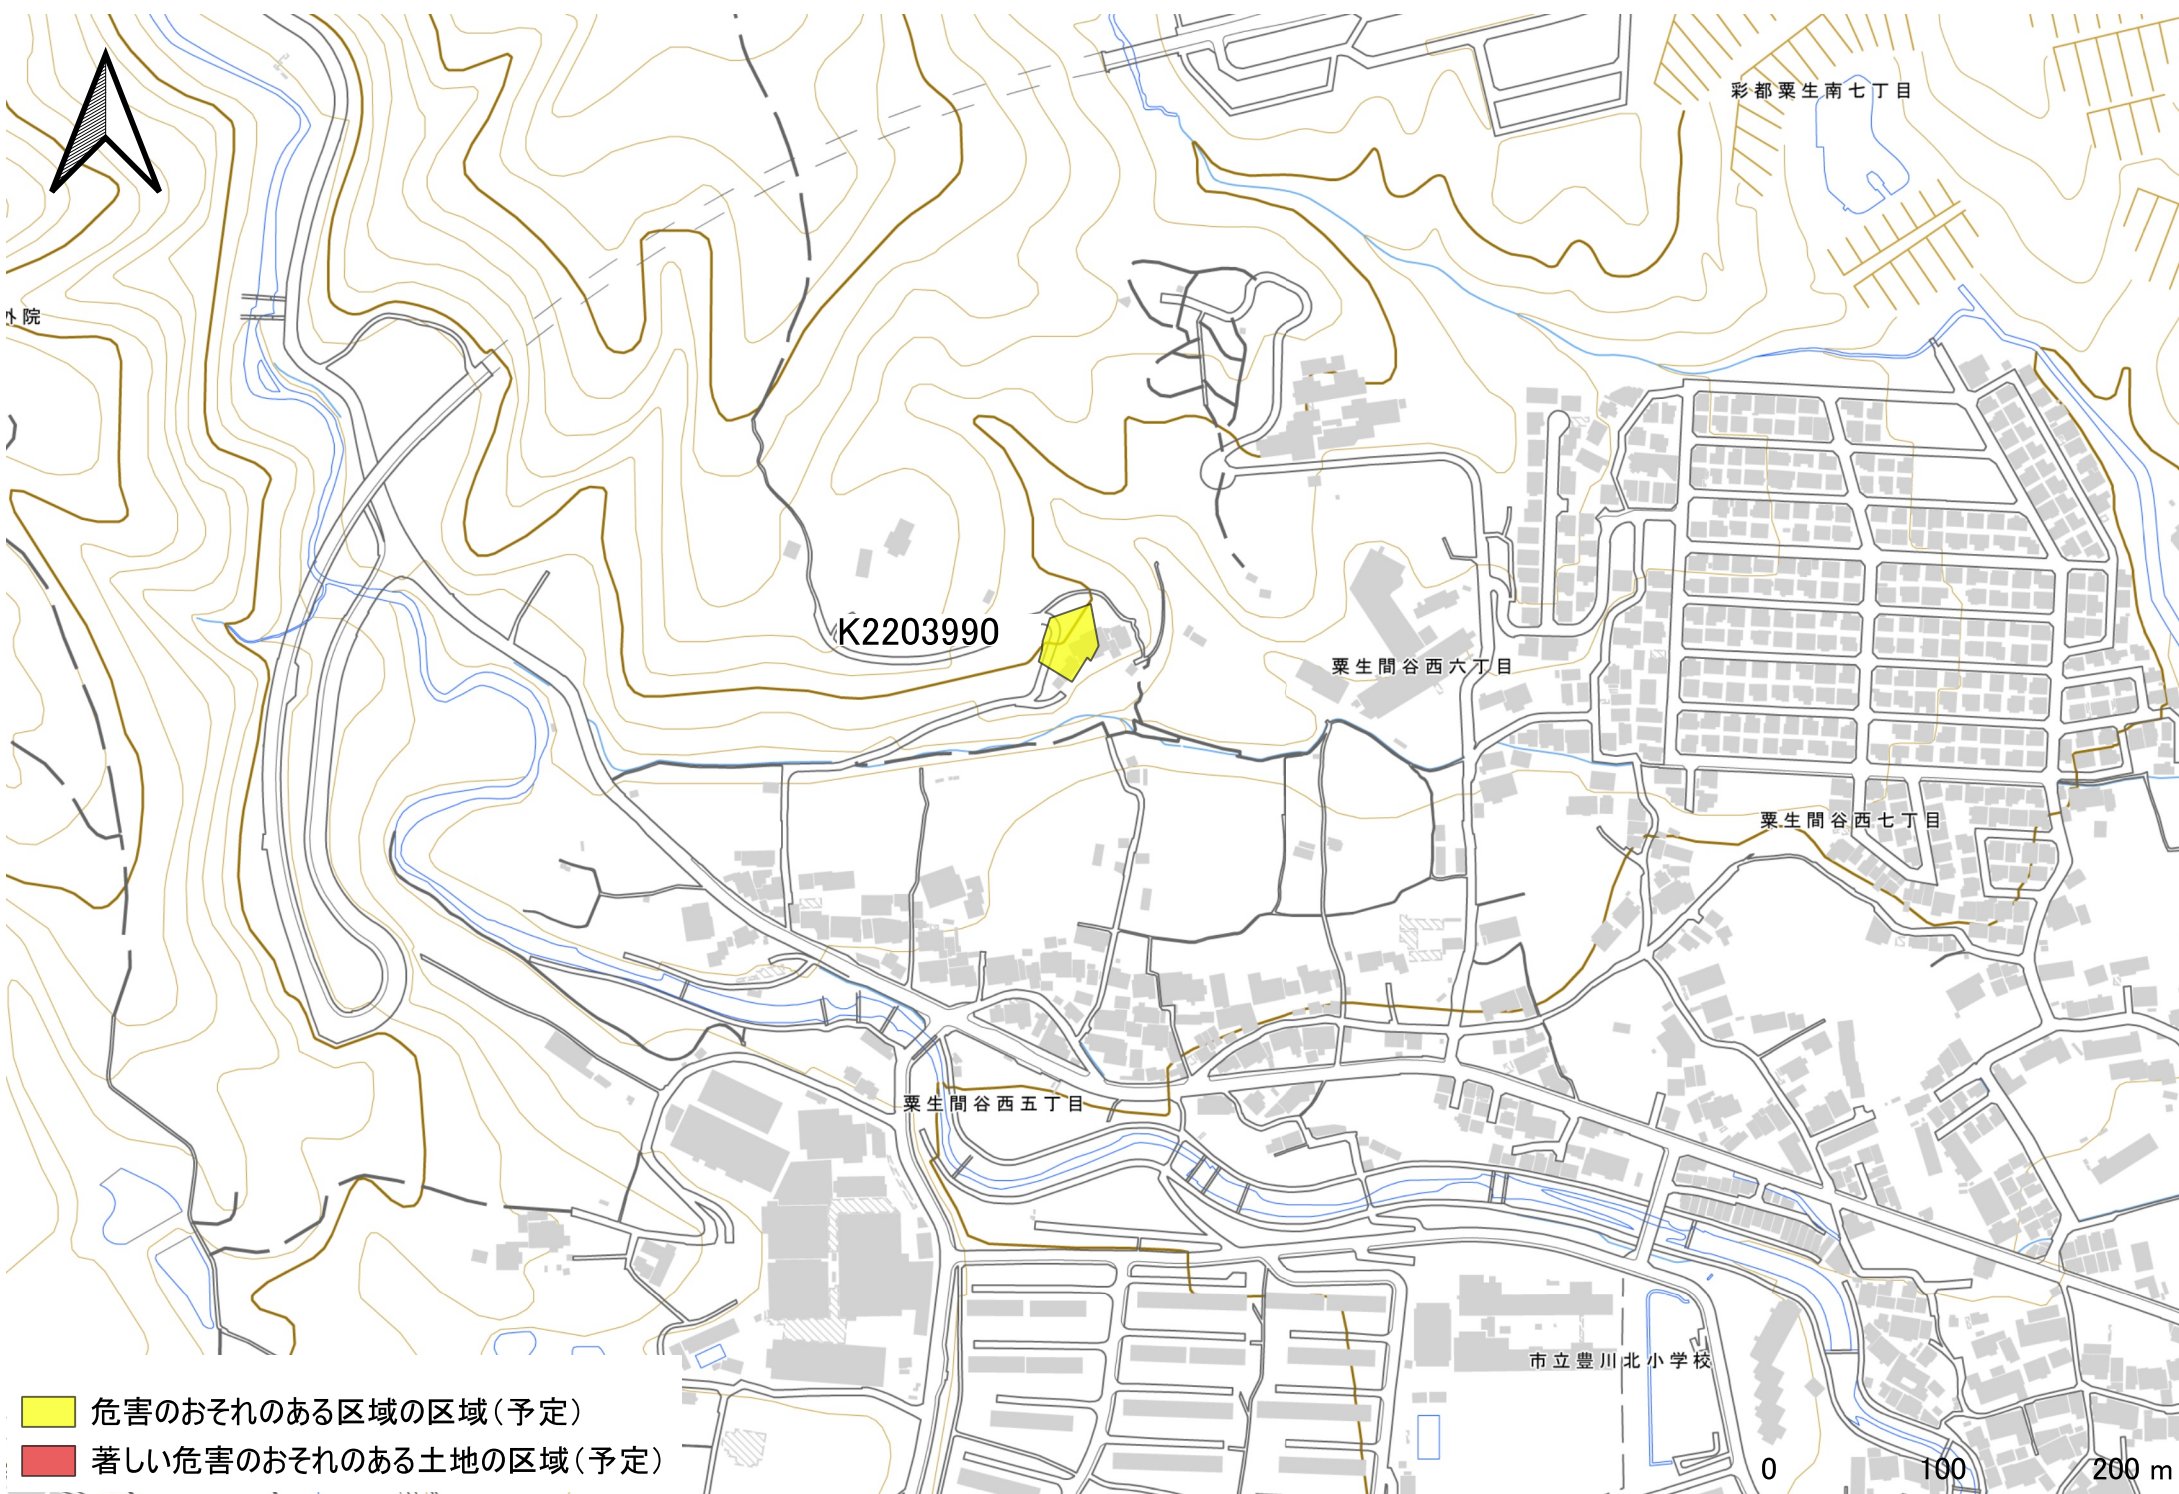 彩都粟生南七丁目
外院
K2203990
粟生間谷西六丁目
粟生間谷西七丁目
粟生間谷西五丁目
市立豊川北小学校
危害のおそれのある区域の区域(予定)
著しい危害のおそれのある土地の区域(予定)
0 100 200 m